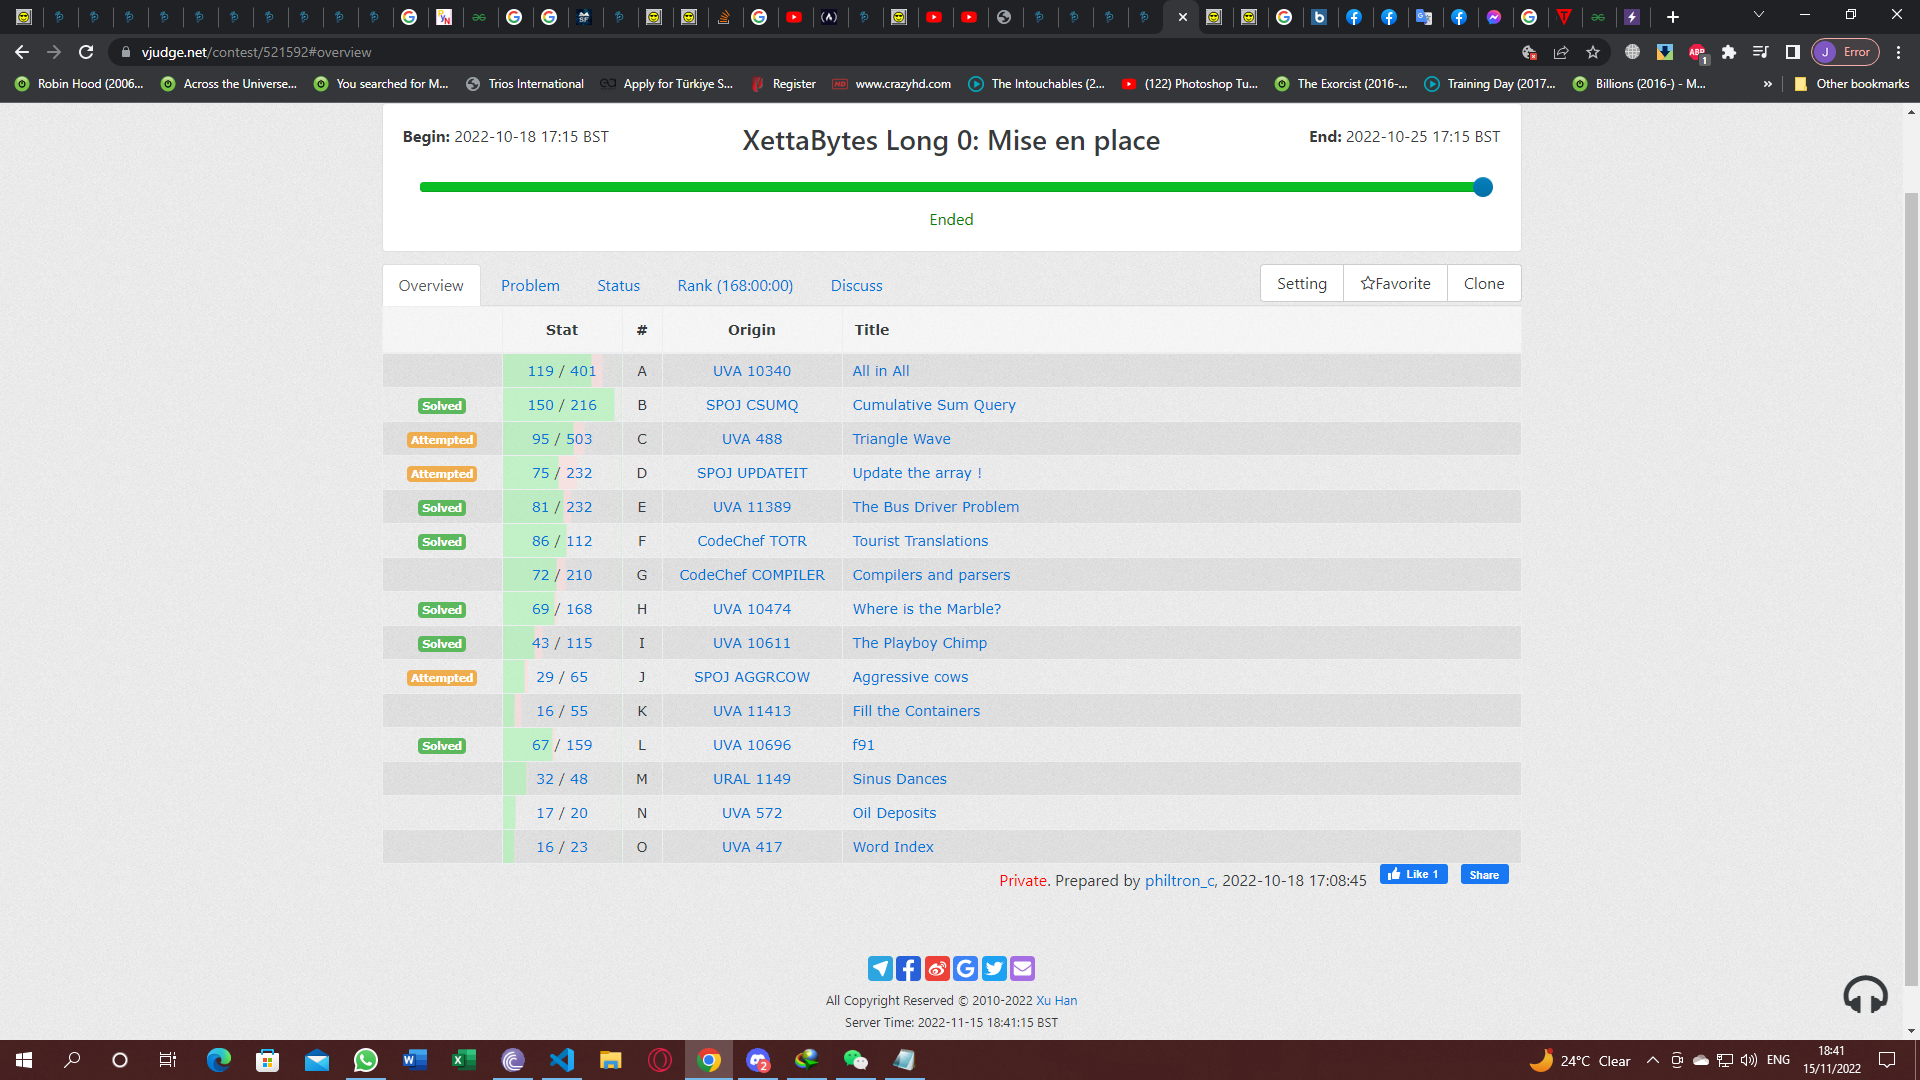 J Error
vjudge.net/contest/521592#overview
Robin Hood (2006... Across the Universe... You searched for M... Trios International Apply for Türkiye S... Register www.crazyhd.com The Intouchables (2... (122) Photoshop Tu... The Exorcist (2016-... Training Day (2017... Billions (2016-) - M... » Other bookmarks
Begin: 2022-10-18 17:15 BST XettaBytes Long 0: Mise en place End: 2022-10-25 17:15 BST
Ended
Overview Problem Status Rank (168:00:00) Discuss Setting Favorite Clone
Stat # Origin Title
119 / 401 A UVA 10340 All in All
Solved 150 / 216 B SPOJ CSUMQ Cumulative Sum Query
Attempted 95 / 503 C UVA 488 Triangle Wave
Attempted 75 / 232 D SPOJ UPDATEIT Update the array !
Solved 81 / 232 E UVA 11389 The Bus Driver Problem
Solved 86 / 112 F CodeChef TOTR Tourist Translations
72 / 210 G CodeChef COMPILER Compilers and parsers
Solved 69 / 168 H UVA 10474 Where is the Marble?
Solved 43 / 115 I UVA 10611 The Playboy Chimp
Attempted 29 / 65 J SPOJ AGGRCOW Aggressive cows
16 / 55 K UVA 11413 Fill the Containers
Solved 67 / 159 L UVA 10696 f91
32 / 48 M URAL 1149 Sinus Dances
17 / 20 N UVA 572 Oil Deposits
16 / 23 O UVA 417 Word Index
Private. Prepared by philtron_c, 2022-10-18 17:08:45 Like 1 Share
All Copyright Reserved © 2010-2022 Xu Han
Server Time: 2022-11-15 18:41:15 BST
24°C Clear ENG 18:41
15/11/2022